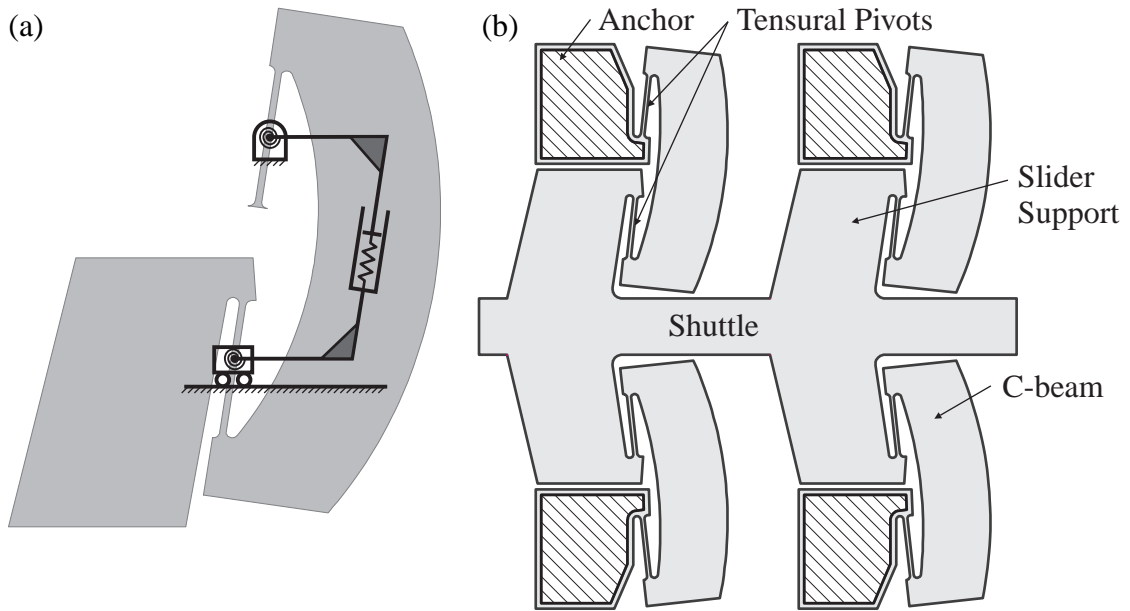 (a)
(b)
Anchor
Tensural Pivots
Slider
Support
Shuttle
C-beam